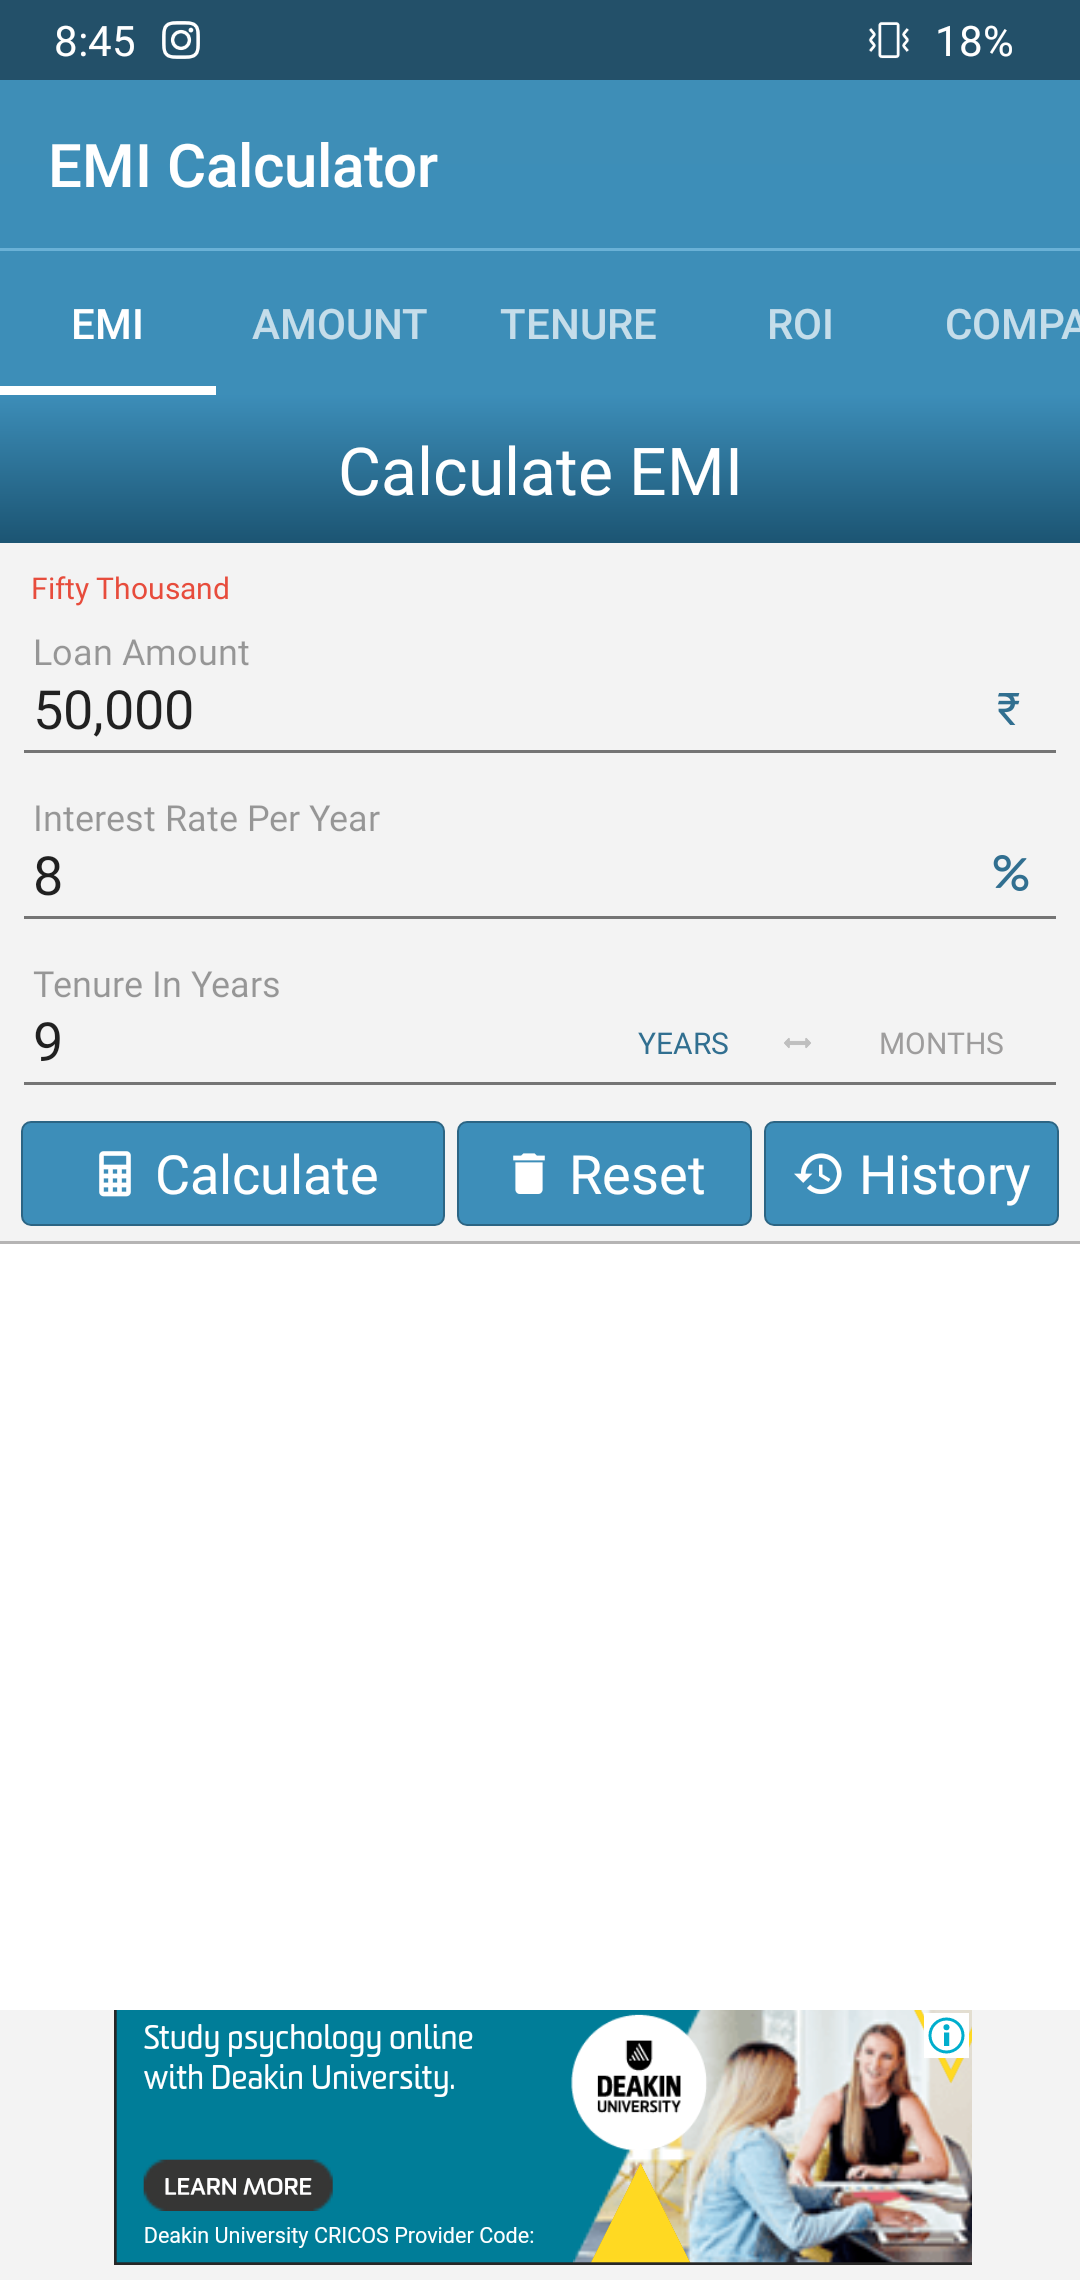 8:45
18%
EMI Calculator
EMI AMOUNT TENURE ROI COMPA
Calculate EMI
Fifty Thousand
Loan Amount
50,000 ₹
Interest Rate Per Year
8 %
Tenure In Years
9 YEARS MONTHS
Calculate Reset History
Study psychology online
with Deakin University.
DEAKIN
UNIVERSITY
LEARN MORE
Deakin University CRICOS Provider Code: